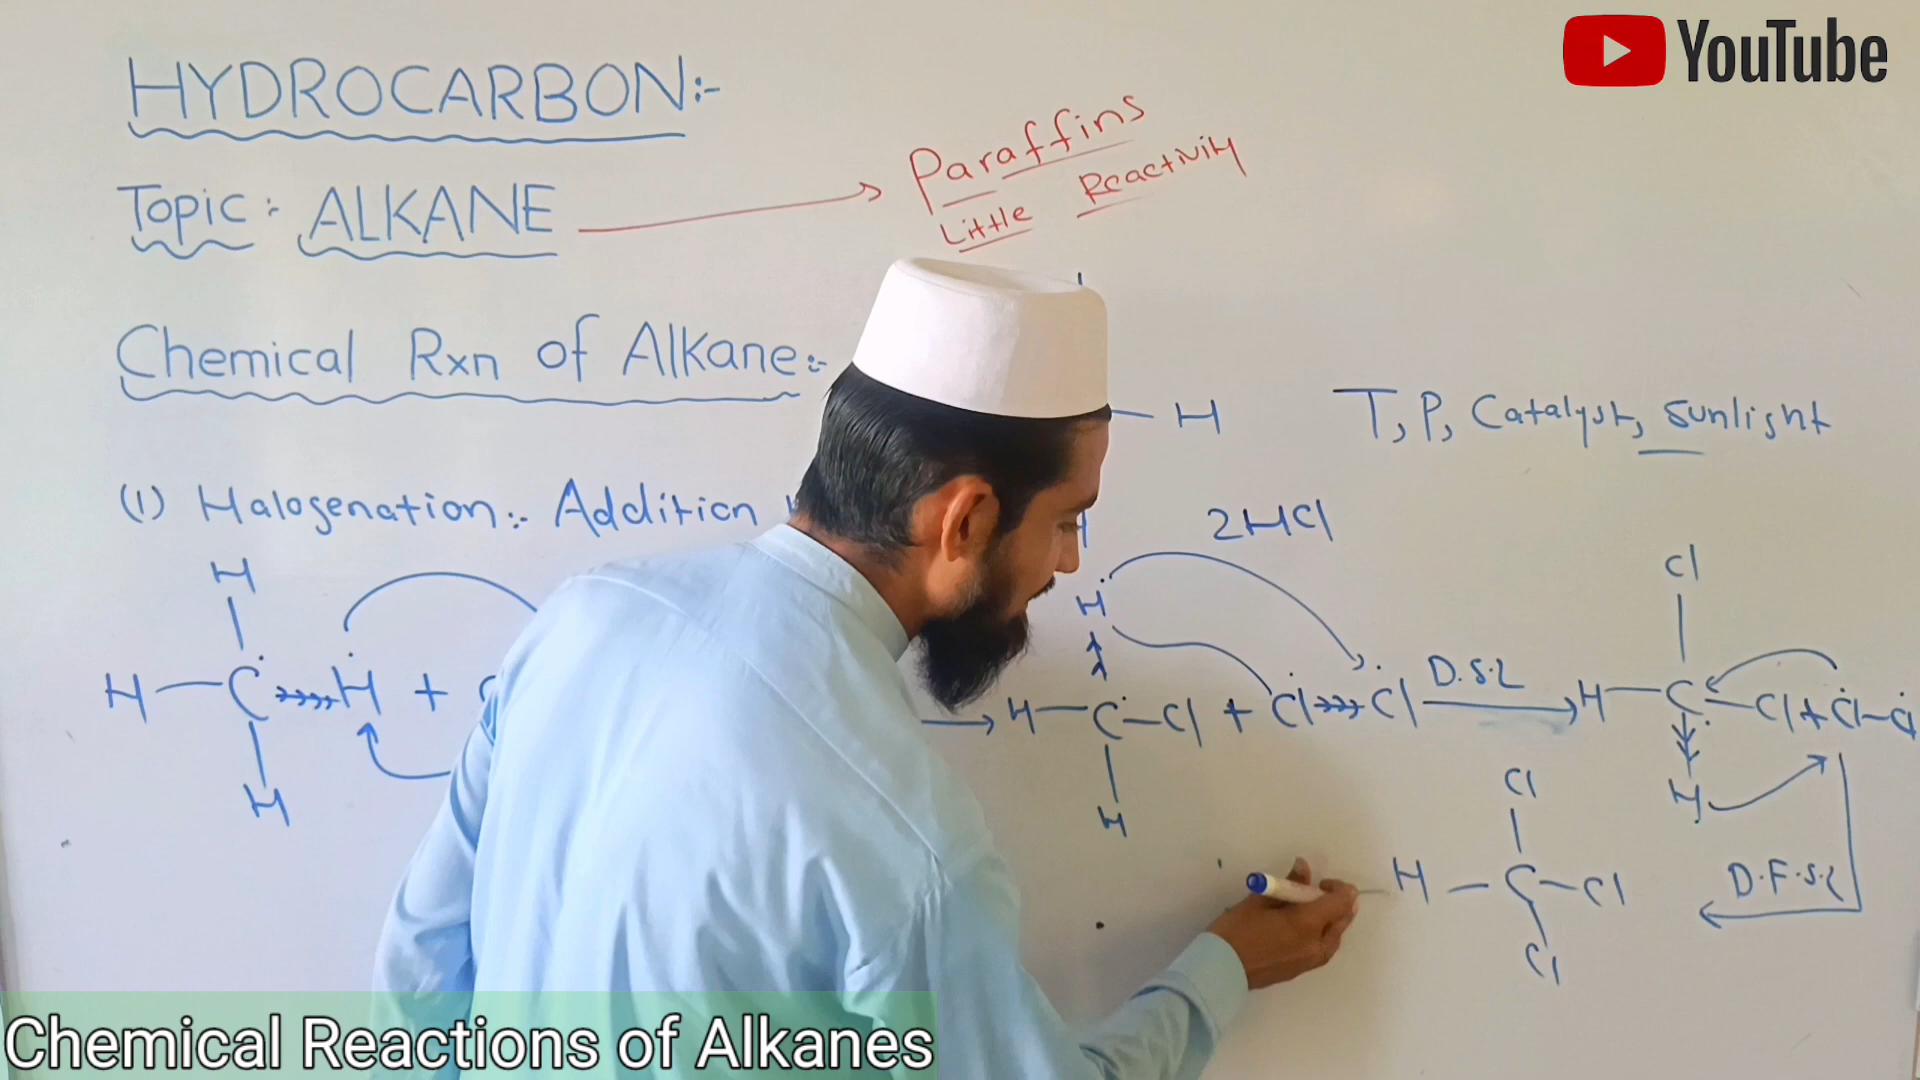 YouTube
HYDROCARBON:-
Paraffins
Little Reactivity
Topic: ALKANE
Chemical Rxn of Alkane:-
H
T, P, Catalyst, Sunlight
(1) Halogenation:- Addition
2HCl
H
H
Cl
H C H +
H C Cl + Cl Cl D.S.L
H C Cl + Cl Cl
H
H
H
Cl
H C Cl
D.F.S.L
Cl
Chemical Reactions of Alkanes